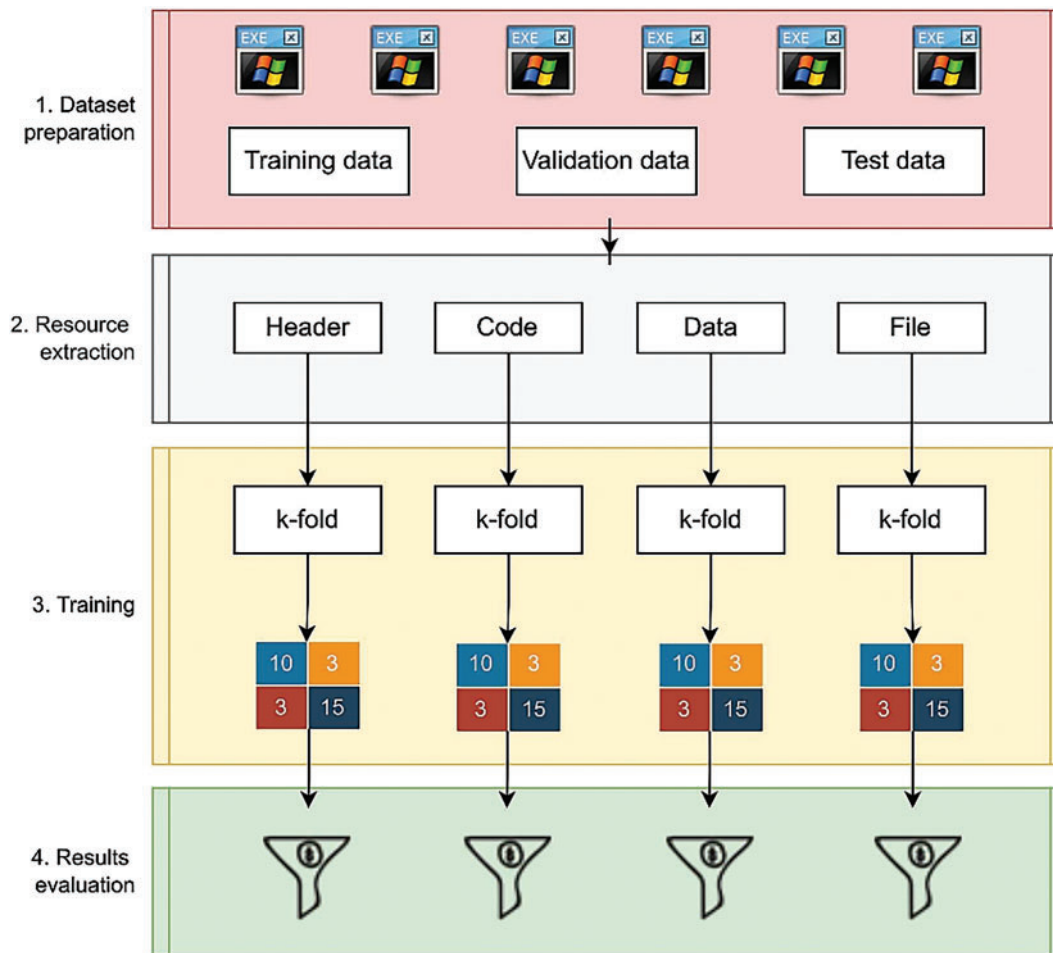 EXE EXE EXE EXE EXE EXE
1. Dataset
preparation
Training data Validation data Test data
2. Resource
extraction
Header Code Data File
k-fold k-fold k-fold k-fold
3. Training
10 3 10 3 10 3 10 3
3 15 3 15 3 15 3 15
4. Results
evaluation
$ $ $ $